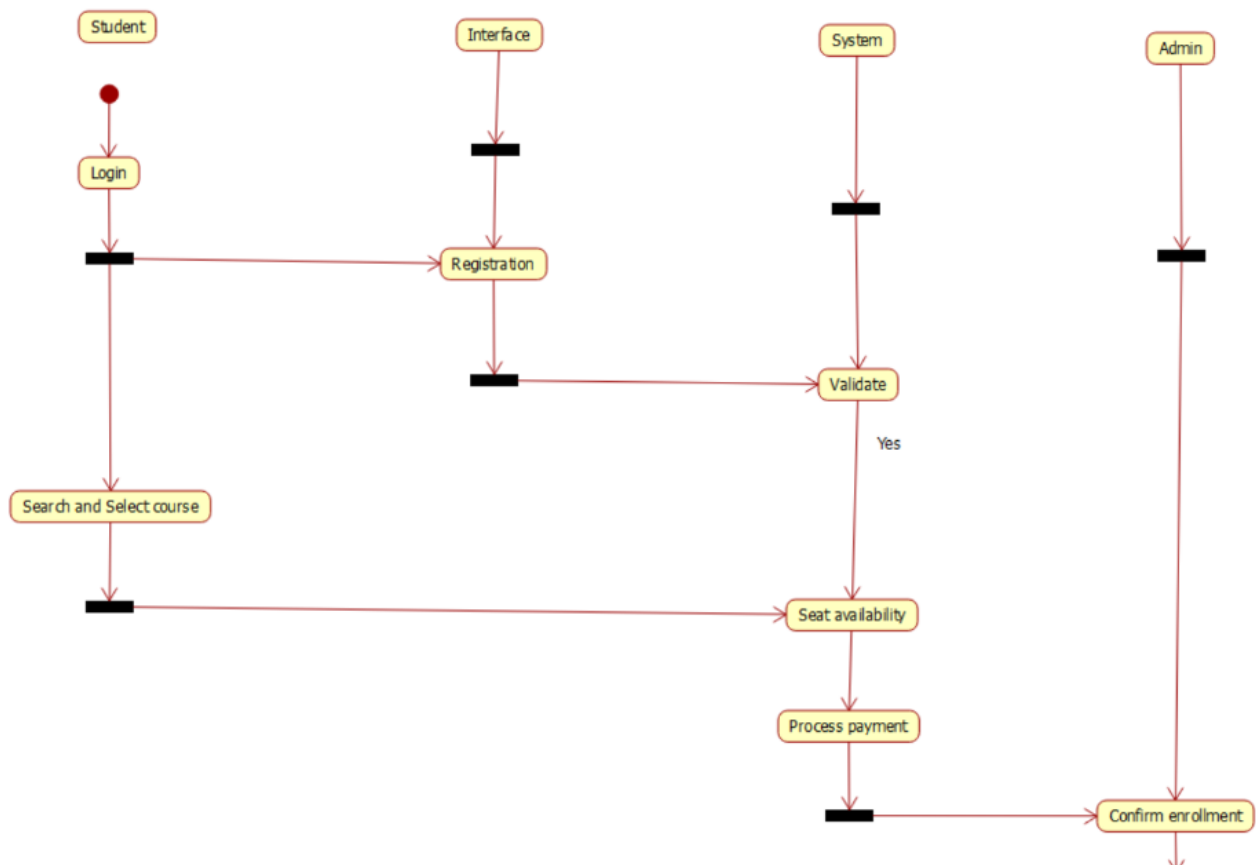 Student
Interface
System
Admin
Login
Registration
Validate
Yes
Search and Select course
Seat availability
Process payment
Confirm enrollment